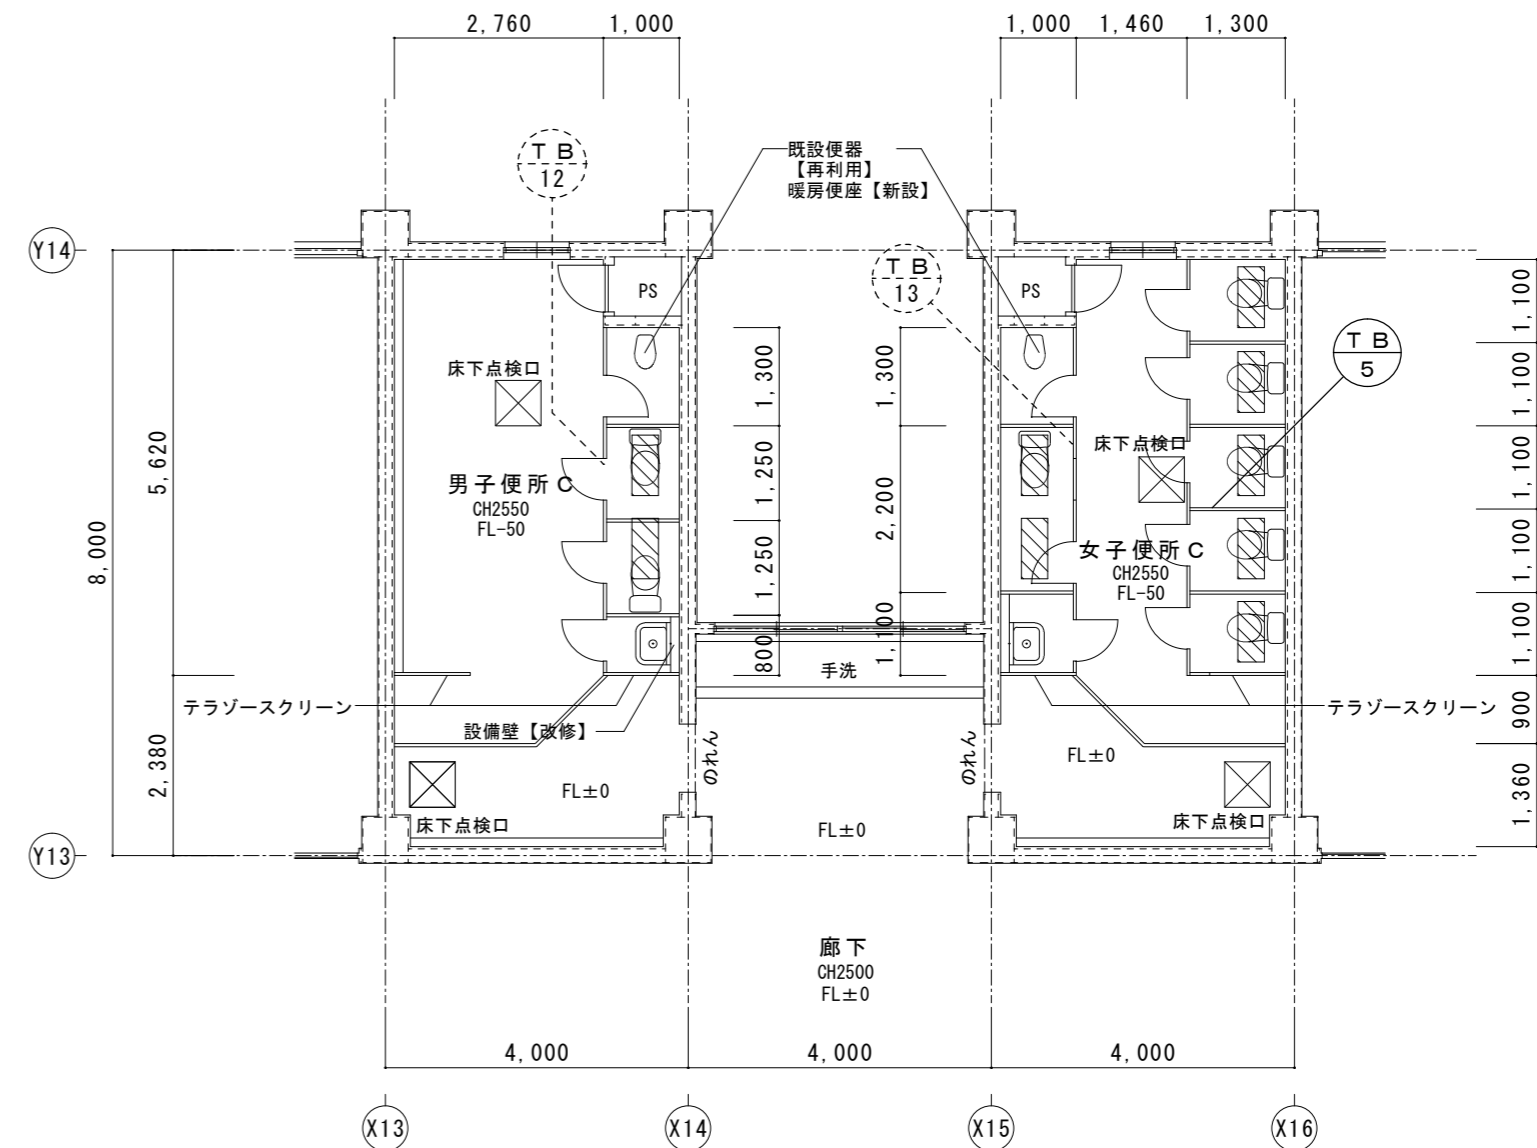 2,760
1,000
1,000
1,460
1,300
TB
12
既設便器
【再利用】
暖房便座【新設】
Y14
TB
13
PS
PS
1,100
TB
5
床下点検口
1,300
1,300
1,100
5,620
床下点検口
男子便所C
CH2550
FL-50
1,250
2,200
1,100
8,000
女子便所C
CH2550
FL-50
1,250
1,100
1,100
800
1,100
手洗
テラゾースクリーン
設備壁【改修】
テラゾースクリーン
900
のれん
のれん
FL±0
2,380
FL±0
1,360
床下点検口
FL±0
床下点検口
Y13
廊下
CH2500
FL±0
4,000
4,000
4,000
X13
X14
X15
X16